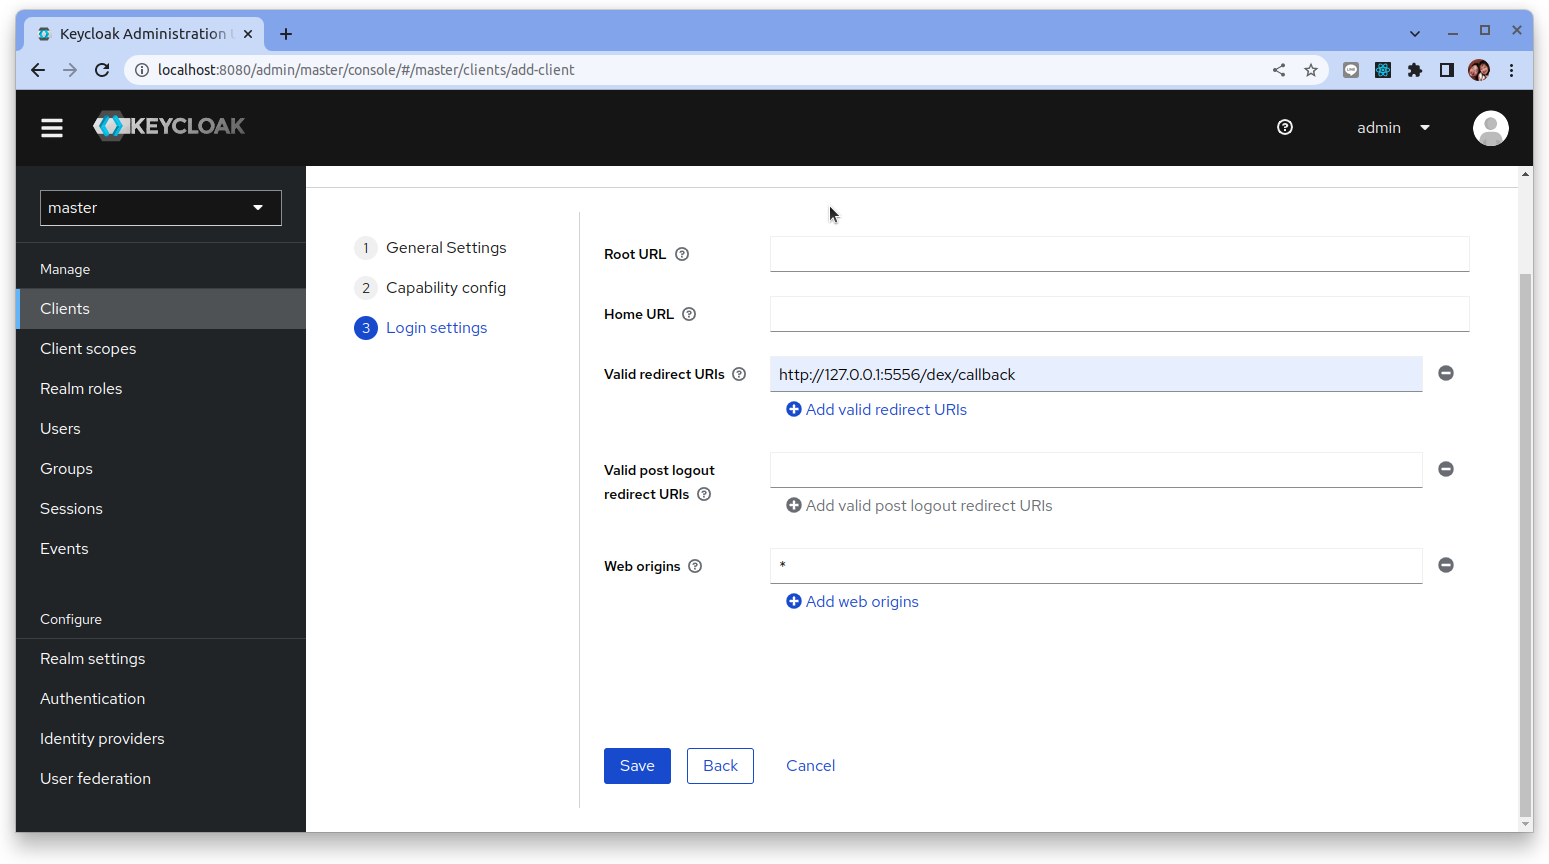 Keycloak Administration
localhost:8080/admin/master/console/#/master/clients/add-client
KEYCLOAK
admin
master
Manage
Clients
Client scopes
Realm roles
Users
Groups
Sessions
Events
Configure
Realm settings
Authentication
Identity providers
User federation
1 General Settings
2 Capability config
3 Login settings
Root URL
Home URL
Valid redirect URIs
http://127.0.0.1:5556/dex/callback
Add valid redirect URIs
Valid post logout
redirect URIs
Add valid post logout redirect URIs
Web origins
*
Add web origins
Save Back Cancel